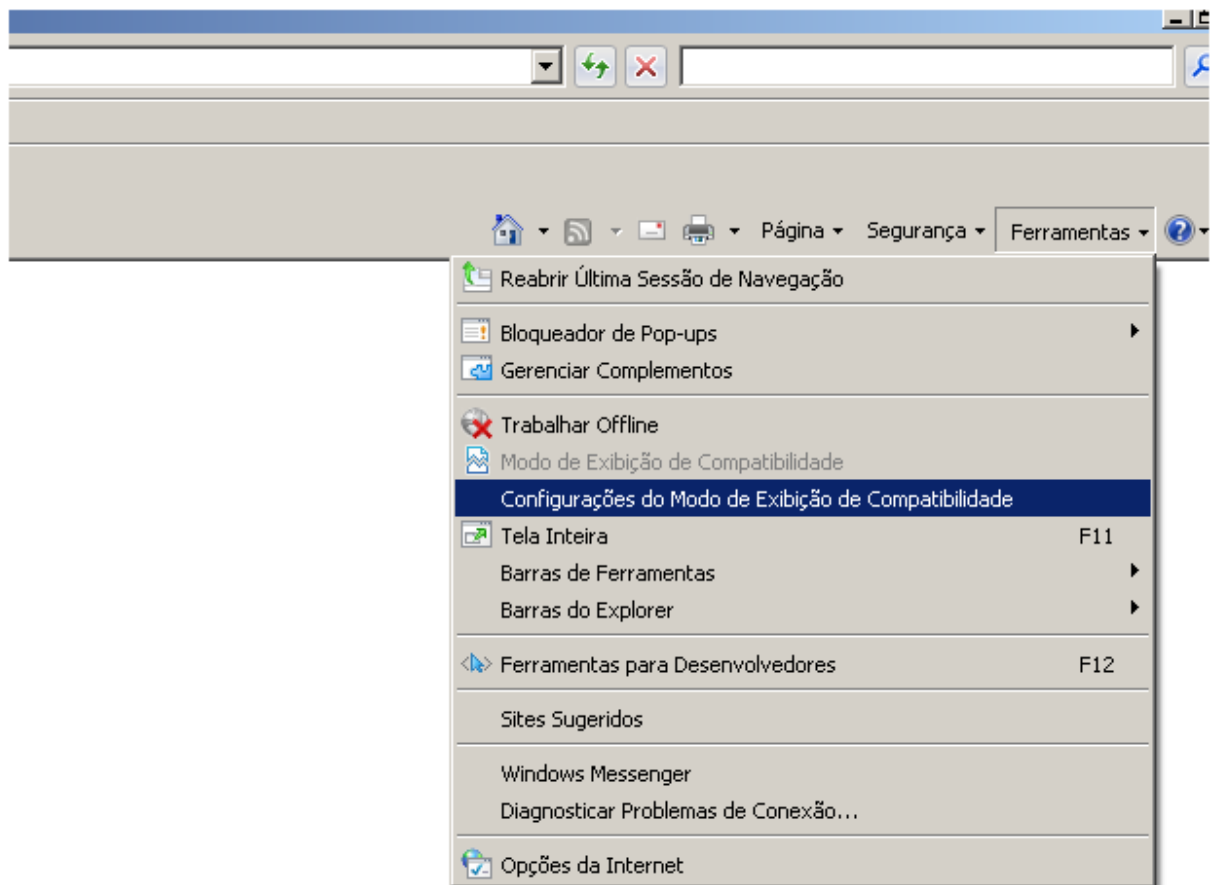 Página
Segurança
Ferramentas
Reabrir Última Sessão de Navegação
Bloqueador de Pop-ups
Gerenciar Complementos
Trabalhar Offline
Modo de Exibição de Compatibilidade
Configurações do Modo de Exibição de Compatibilidade
Tela Inteira F11
Barras de Ferramentas
Barras do Explorer
Ferramentas para Desenvolvedores F12
Sites Sugeridos
Windows Messenger
Diagnosticar Problemas de Conexão...
Opções da Internet